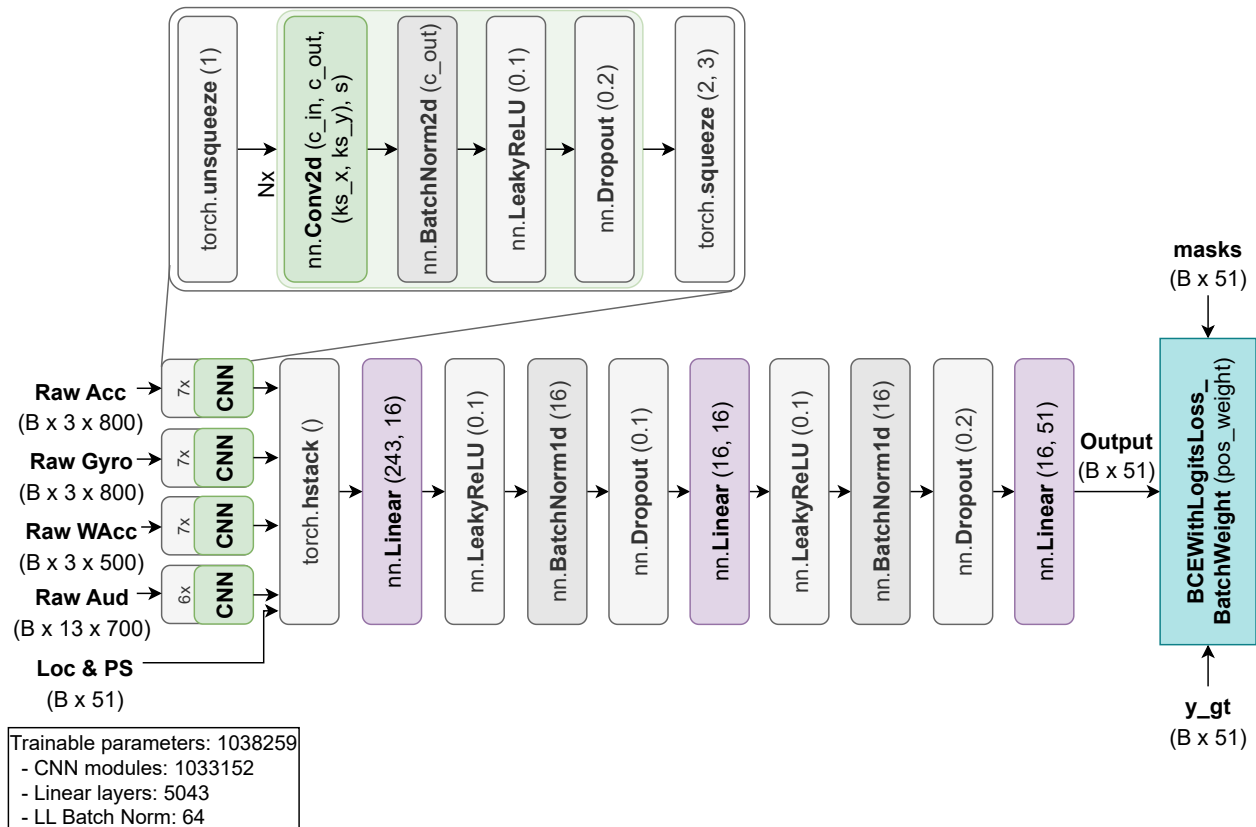 torch.unsqueeze (1)
Nx
nn.Conv2d (c_in, c_out,
(ks_x, ks_y), s)
nn.BatchNorm2d (c_out)
nn.LeakyReLU (0.1)
nn.Dropout (0.2)
torch.squeeze (2, 3)
Raw Acc
(B x 3 x 800)
7x
CNN
Raw Gyro
(B x 3 x 800)
7x
CNN
Raw WAcc
(B x 3 x 500)
7x
CNN
Raw Aud
(B x 13 x 700)
6x
CNN
Loc & PS
(B x 51)
torch.hstack ()
nn.Linear (243, 16)
nn.LeakyReLU (0.1)
nn.BatchNorm1d (16)
nn.Dropout (0.1)
nn.Linear (16, 16)
nn.LeakyReLU (0.1)
nn.BatchNorm1d (16)
nn.Dropout (0.2)
nn.Linear (16, 51)
Output
(B x 51)
masks
(B x 51)
BCEWithLogitsLoss_
BatchWeight (pos_weight)
y_gt
(B x 51)
Trainable parameters: 1038259
- CNN modules: 1033152
- Linear layers: 5043
- LL Batch Norm: 64